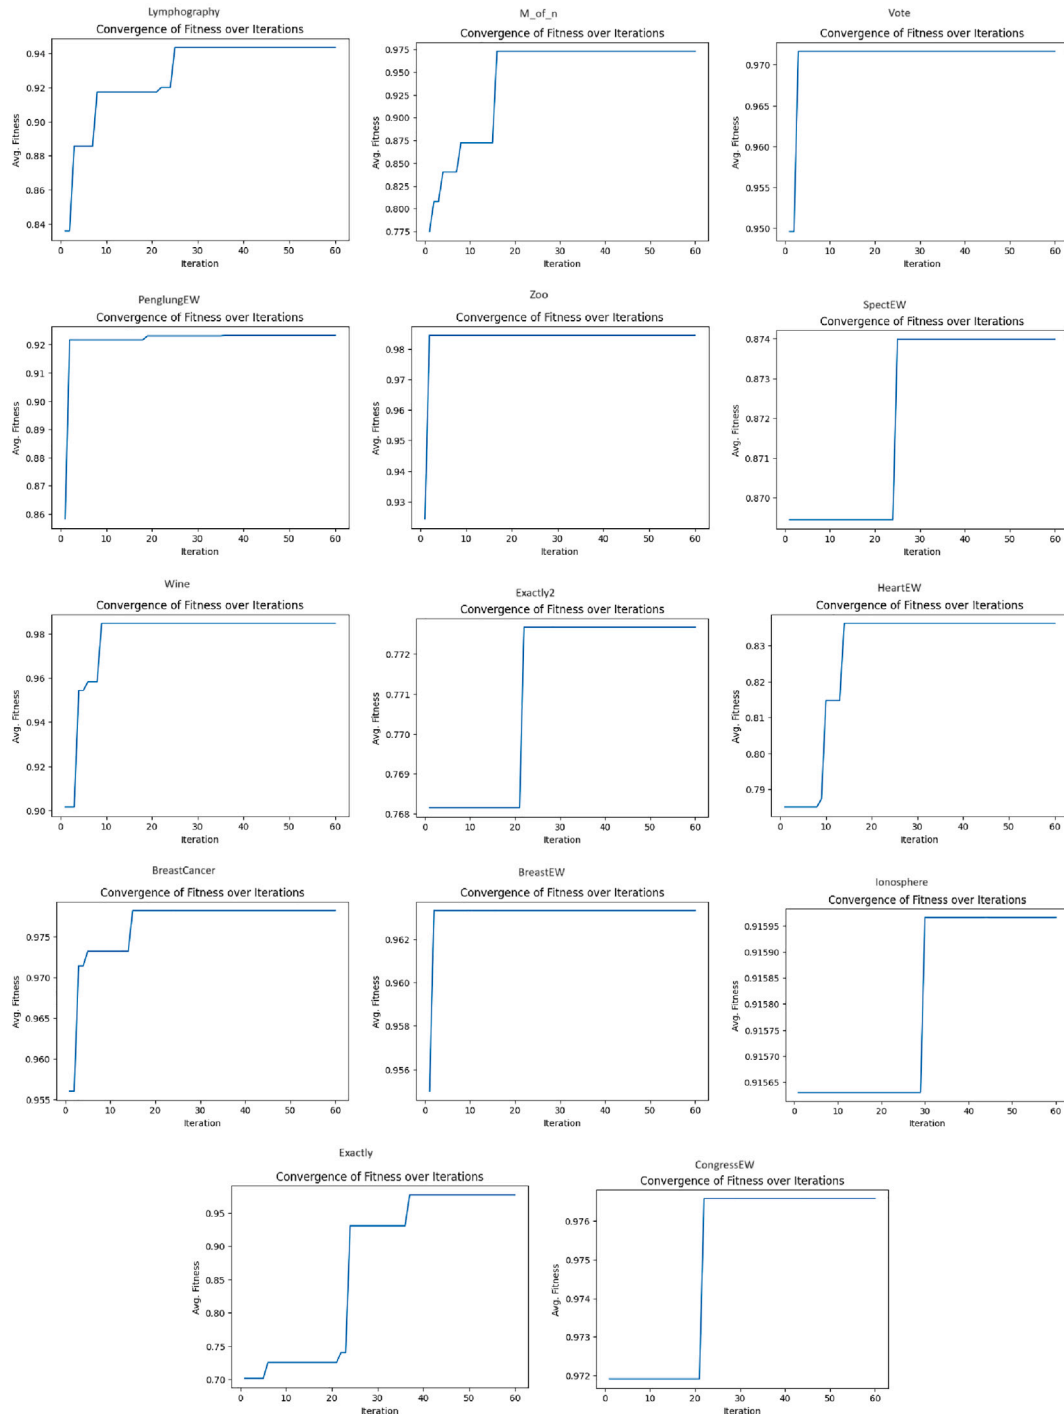 Lymphography
Convergence of Fitness over Iterations
Avg. Fitness
0.94
0.92
0.90
0.88
0.86
0.84
0 10 20 30 40 50 60
Iteration
M_of_n
Convergence of Fitness over Iterations
Avg. Fitness
0.975
0.950
0.925
0.900
0.875
0.850
0.825
0.800
0.775
0 10 20 30 40 50 60
Iteration
Vote
Convergence of Fitness over Iterations
Avg. Fitness
0.970
0.965
0.960
0.955
0.950
0 10 20 30 40 50 60
Iteration
PenglungEW
Convergence of Fitness over Iterations
Avg. Fitness
0.92
0.91
0.90
0.89
0.88
0.87
0.86
0 10 20 30 40 50 60
Iteration
Zoo
Convergence of Fitness over Iterations
Avg. Fitness
0.98
0.97
0.96
0.95
0.94
0.93
0 10 20 30 40 50 60
Iteration
SpectEW
Convergence of Fitness over Iterations
Avg. Fitness
0.874
0.873
0.872
0.871
0.870
0 10 20 30 40 50 60
Iteration
Wine
Convergence of Fitness over Iterations
Avg. Fitness
0.98
0.96
0.94
0.92
0.90
0 10 20 30 40 50 60
Iteration
Exactly2
Convergence of Fitness over Iterations
Avg. Fitness
0.772
0.771
0.770
0.769
0.768
0 10 20 30 40 50 60
Iteration
HeartEW
Convergence of Fitness over Iterations
Avg. Fitness
0.83
0.82
0.81
0.80
0.79
0 10 20 30 40 50 60
Iteration
BreastCancer
Convergence of Fitness over Iterations
Avg. Fitness
0.975
0.970
0.965
0.960
0.955
0 10 20 30 40 50 60
Iteration
BreastEW
Convergence of Fitness over Iterations
Avg. Fitness
0.962
0.960
0.958
0.956
0 10 20 30 40 50 60
Iteration
Ionosphere
Convergence of Fitness over Iterations
Avg. Fitness
0.91595
0.91590
0.91585
0.91580
0.91575
0.91570
0.91565
0 10 20 30 40 50 60
Iteration
Exactly
Convergence of Fitness over Iterations
Avg. Fitness
0.95
0.90
0.85
0.80
0.75
0.70
0 10 20 30 40 50 60
Iteration
CongressEW
Convergence of Fitness over Iterations
Avg. Fitness
0.976
0.975
0.974
0.973
0.972
0 10 20 30 40 50 60
Iteration